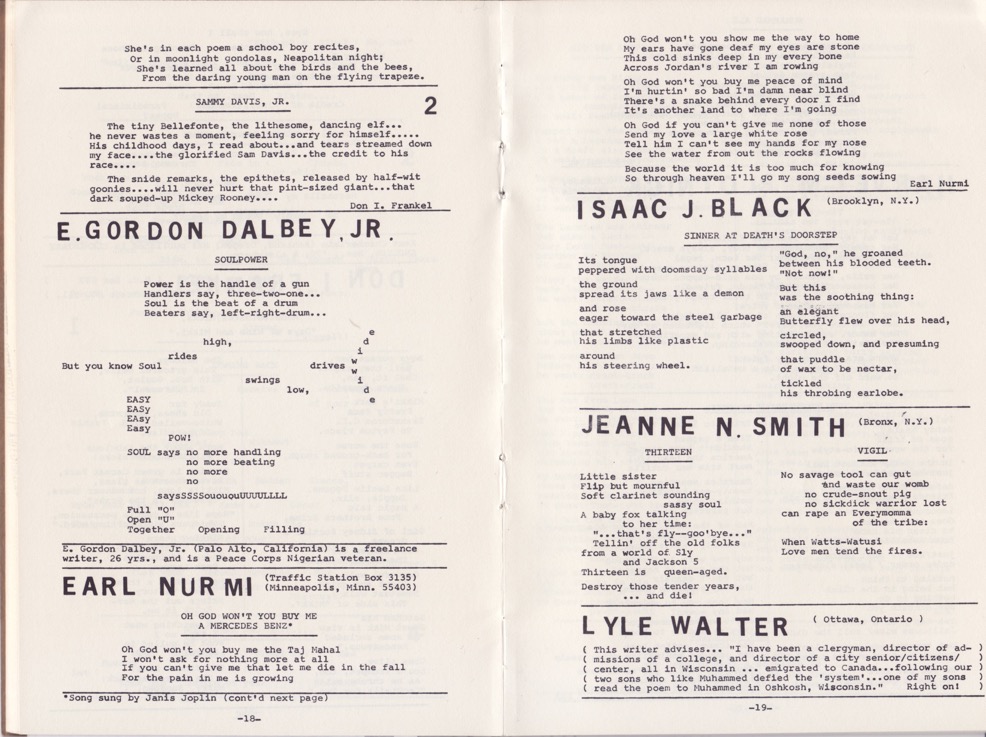 She's in each poem a school boy recites,
Or in moonlight gondolas, Neapolitan night;
She's learned all about the birds and the bees,
From the daring young man on the flying trapeze.
SAMMY DAVIS, JR.
2
The tiny Bellefonte, the lithesome, dancing elf...
he never wastes a moment, feeling sorry for himself.....
His childhood days, I read about...and tears streamed down
my face....the glorified Sam Davis...the credit to his
race....
The snide remarks, the epithets, released by half-wit
goonies....will never hurt that pint-sized giant...that
dark souped-up Mickey Rooney....
Don I. Frankel
E. GORDON DALBEY, JR.
SOULPOWER
Power is the handle of a gun
Handlers say, three-two-one...
Soul is the beat of a drum
Beaters say, left-right-drum...
e
high, d
rides i
But you know Soul drives w
w
swings i
low, d
EASY e
EASy
EAsy
Easy
POW!
SOUL says no more handling
no more beating
no more
no
saysSSSSououquUUUULLLL
Full "O"
Open "U"
Together Opening Filling
E. Gordon Dalbey, Jr. (Palo Alto, California) is a freelance
writer, 26 yrs., and is a Peace Corps Nigerian veteran.
EARL NURMI (Traffic Station Box 3135)
(Minneapolis, Minn. 55403)
OH GOD WON'T YOU BUY ME
A MERCEDES BENZ*
Oh God won't you buy me the Taj Mahal
I won't ask for nothing more at all
If you can't give me that let me die in the fall
For the pain in me is growing
*Song sung by Janis Joplin (cont'd next page)
-18-
Oh God won't you show me the way to home
My ears have gone deaf my eyes are stone
This cold sinks deep in my every bone
Across Jordan's river I am rowing
Oh God won't you buy me peace of mind
I'm hurtin' so bad I'm damn near blind
There's a snake behind every door I find
It's another land to where I'm going
Oh God if you can't give me none of those
Send my love a large white rose
Tell him I can't see my hands for my nose
See the water from out the rocks flowing
Because the world it is too much for knowing
So through heaven I'll go my song seeds sowing
Earl Nurmi
ISAAC J. BLACK (Brooklyn, N.Y.)
SINNER AT DEATH'S DOORSTEP
Its tongue
peppered with doomsday syllables
the ground
spread its jaws like a demon
and rose
eager toward the steel garbage
that stretched
his limbs like plastic
around
his steering wheel.
"God, no," he groaned
between his blooded teeth.
"Not now!"
But this
was the soothing thing:
an elegant
Butterfly flew over his head,
circled,
swooped down, and presuming
that puddle
of wax to be nectar,
tickled
his throbing earlobe.
JEANNE N. SMITH (Bronx, N.Y.)
THIRTEEN
Little sister
Flip but mournful
Soft clarinet sounding
sassy soul
A baby fox talking
to her time:
"...that's fly--goo'bye..."
Tellin' off the old folks
from a world of Sly
and Jackson 5
Thirteen is queen-aged.
Destroy those tender years,
... and die!
VIGIL
No savage tool can gut
and waste our womb
no crude-snout pig
no sickdick warrior lost
can rape an Everymomma
of the tribe:
When Watts-Watusi
Love men tend the fires.
LYLE WALTER ( Ottawa, Ontario )
( This writer advises... "I have been a clergyman, director of ad- )
( missions of a college, and director of a city senior/citizens/ )
( center, all in Wisconsin ... emigrated to Canada...following our )
( two sons who like Muhammed defied the 'system'...one of my sons )
( read the poem to Muhammed in Oshkosh, Wisconsin." Right on! )
-19-